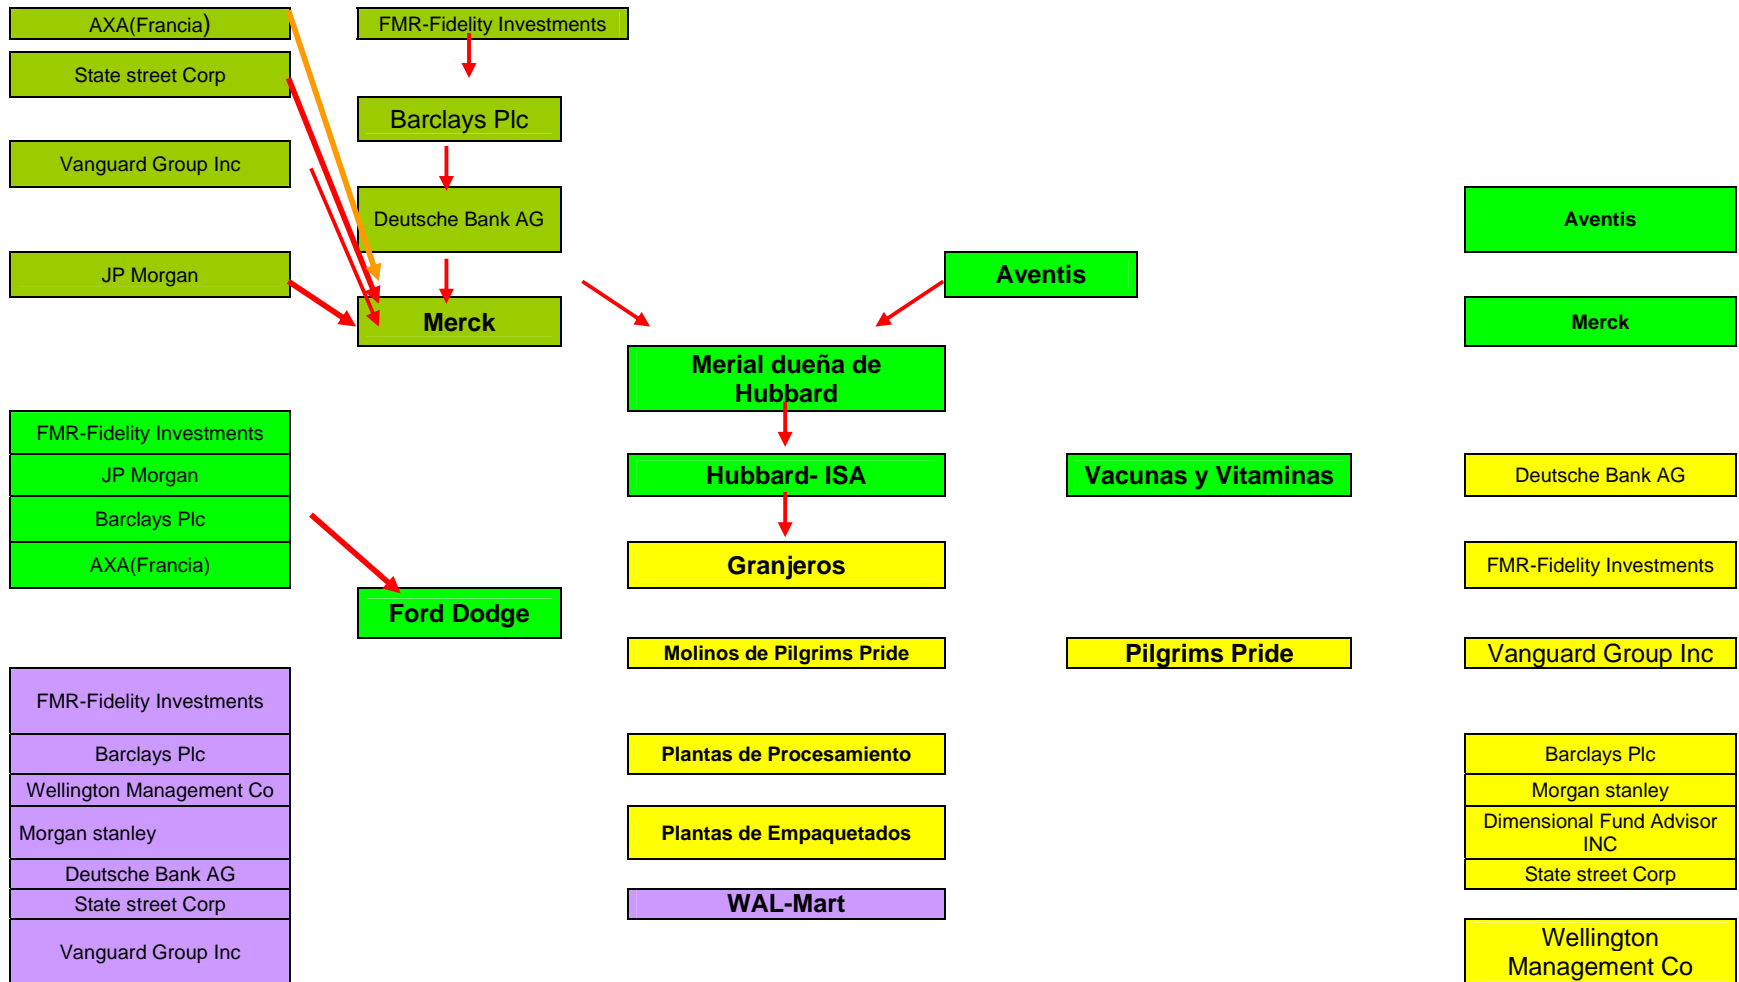 AXA(Francia)
FMR-Fidelity Investments
State street Corp
Barclays Plc
Vanguard Group Inc
Deutsche Bank AG
Aventis
JP Morgan
Aventis
Merck
Merck
Merial dueña de
Hubbard
FMR-Fidelity Investments
JP Morgan
Hubbard- ISA
Vacunas y Vitaminas
Deutsche Bank AG
Barclays Plc
AXA(Francia)
Granjeros
FMR-Fidelity Investments
Ford Dodge
Molinos de Pilgrims Pride
Pilgrims Pride
Vanguard Group Inc
FMR-Fidelity Investments
Barclays Plc
Plantas de Procesamiento
Barclays Plc
Wellington Management Co
Morgan stanley
Morgan stanley
Plantas de Empaquetados
Dimensional Fund Advisor
INC
Deutsche Bank AG
State street Corp
State street Corp
WAL-Mart
Vanguard Group Inc
Wellington
Management Co